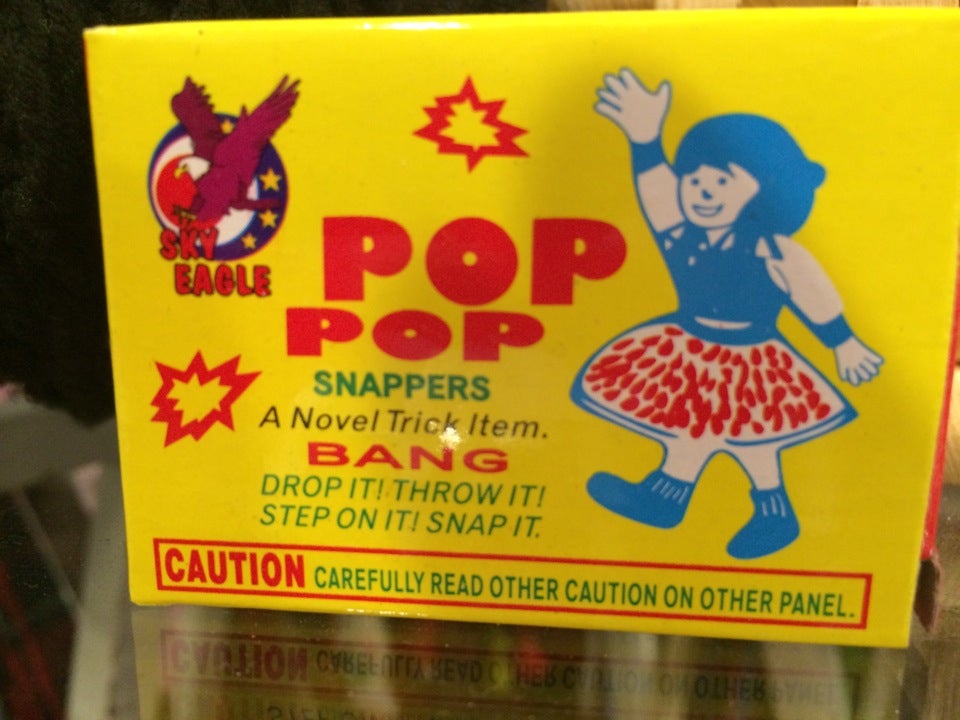 SKY
EAGLE
POP
POP
SNAPPERS
A Novel Trick Item.
BANG
DROP IT! THROW IT!
STEP ON IT! SNAP IT.
CAUTION CAREFULLY READ OTHER CAUTION ON OTHER PANEL.